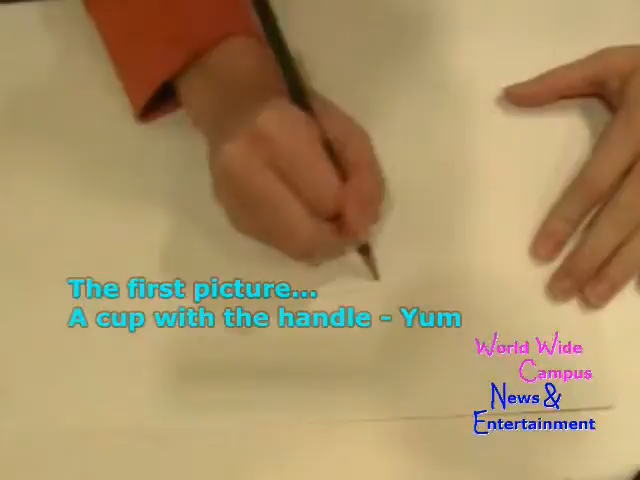 The first picture...
A cup with the handle - Yum
World Wide
Campus
News &
Entertainment